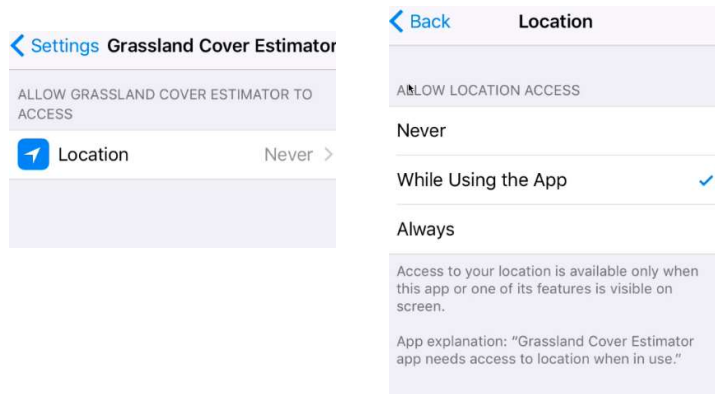 Settings Grassland Cover Estimator
ALLOW GRASSLAND COVER ESTIMATOR TO
ACCESS
Location Never
Back Location
ALLOW LOCATION ACCESS
Never
While Using the App
Always
Access to your location is available only when
this app or one of its features is visible on
screen.
App explanation: “Grassland Cover Estimator
app needs access to location when in use.”